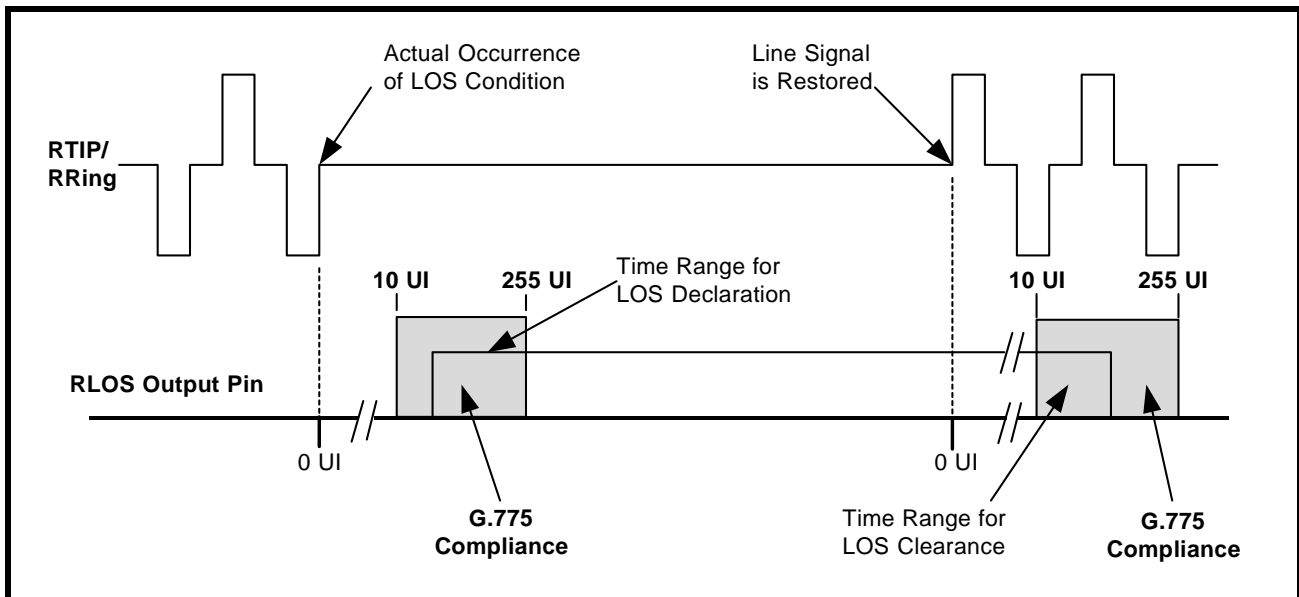 Actual Occurrence
of LOS Condition
Line Signal
is Restored
RTIP/
RRing
10 UI
255 UI
Time Range for
LOS Declaration
10 UI
255 UI
RLOS Output Pin
0 UI
0 UI
G.775
Compliance
Time Range for
LOS Clearance
G.775
Compliance